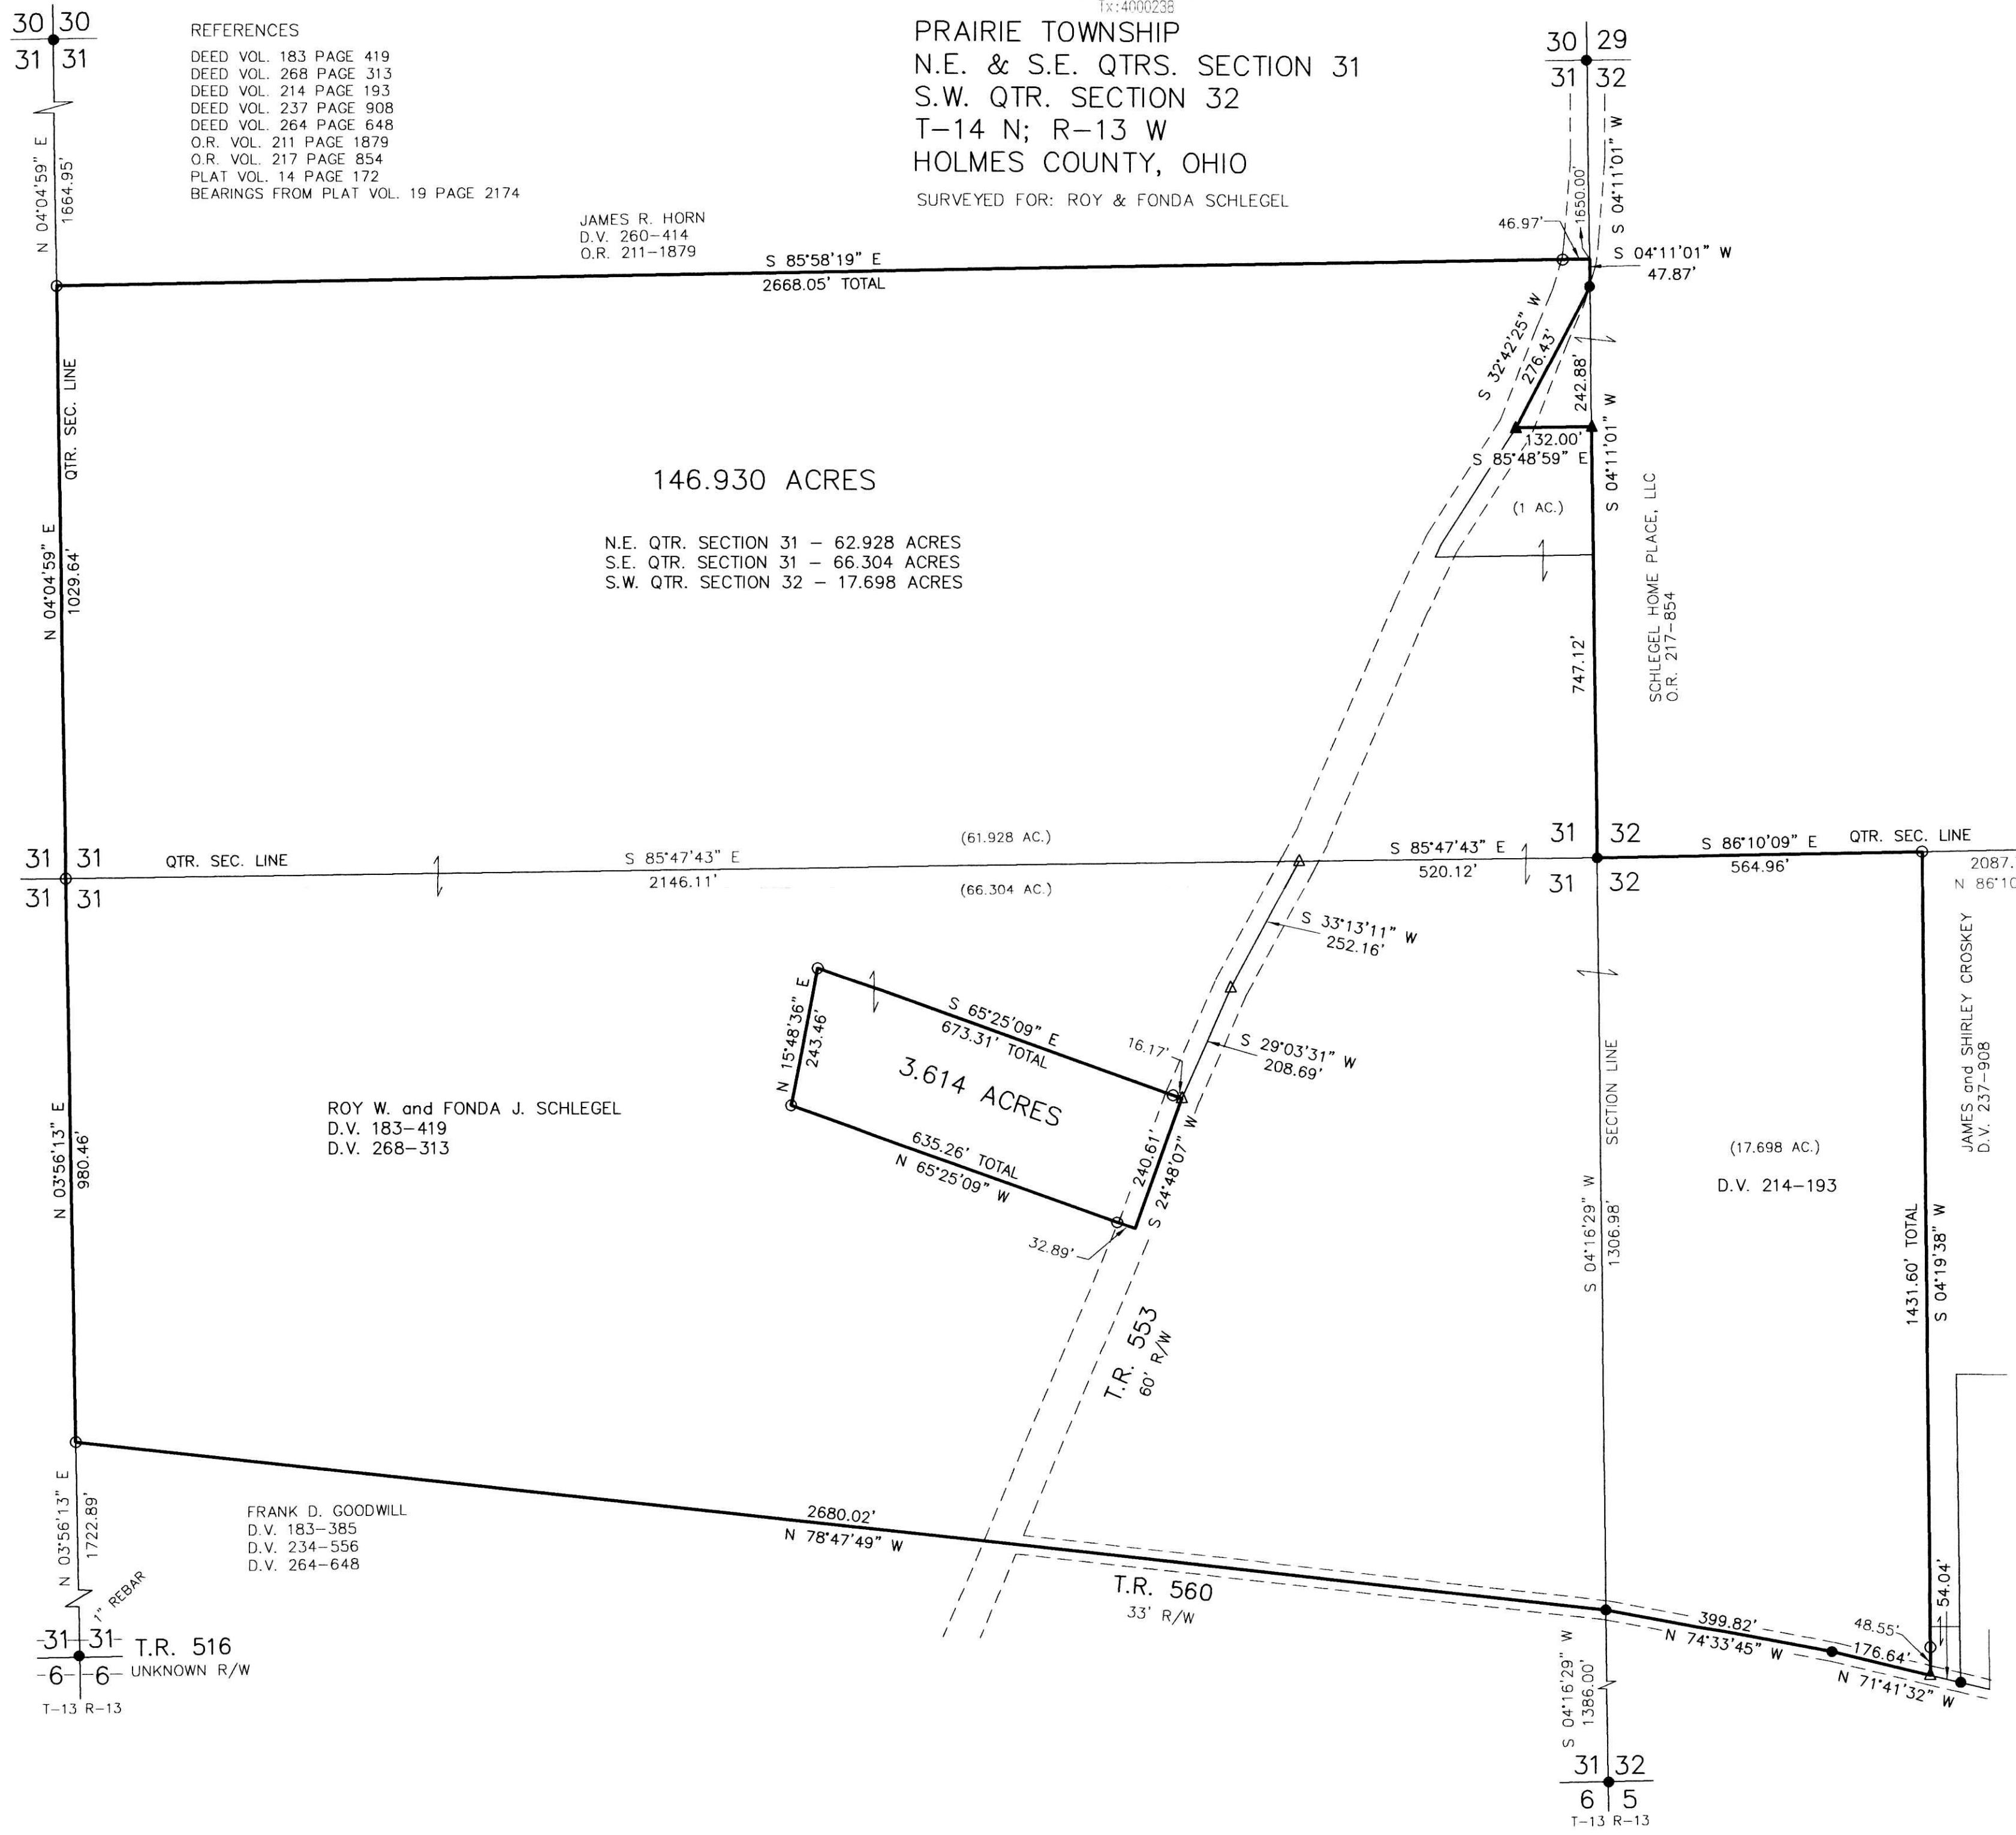 Tx:4000238
PRAIRIE TOWNSHIP
N.E. & S.E. QTRS. SECTION 31
S.W. QTR. SECTION 32
T-14 N; R-13 W
HOLMES COUNTY, OHIO
SURVEYED FOR: ROY & FONDA SCHLEGEL
30 30
31 31
REFERENCES
DEED VOL. 183 PAGE 419
DEED VOL. 268 PAGE 313
DEED VOL. 214 PAGE 193
DEED VOL. 237 PAGE 908
DEED VOL. 264 PAGE 648
O.R. VOL. 211 PAGE 1879
O.R. VOL. 217 PAGE 854
PLAT VOL. 14 PAGE 172
BEARINGS FROM PLAT VOL. 19 PAGE 2174
30 29
31 32
N 04°04'59" E
1664.95'
JAMES R. HORN
D.V. 260-414
O.R. 211-1879
S 85°58'19" E
2668.05' TOTAL
46.97'
1650.00'
S 04°11'01" W
S 04°11'01" W
47.87'
S 32°42'25" W
276.43'
242.88'
132.00'
S 85°48'59" E
S 04°11'01" W
(1 AC.)
QTR. SEC. LINE
N 04°04'59" E
1029.64'
146.930 ACRES
N.E. QTR. SECTION 31 - 62.928 ACRES
S.E. QTR. SECTION 31 - 66.304 ACRES
S.W. QTR. SECTION 32 - 17.698 ACRES
SCHLEGEL HOME PLACE, LLC
O.R. 217-854
747.12'
31 31
31 31
QTR. SEC. LINE
S 85°47'43" E
2146.11'
(61.928 AC.)
(66.304 AC.)
S 85°47'43" E
520.12'
31 32
31 32
S 86°10'09" E
564.96'
QTR. SEC. LINE
2087.
N 86°10
S 33°13'11" W
252.16'
S 29°03'31" W
208.69'
N 15°48'36" E
243.46'
S 65°25'09" E
673.31' TOTAL
16.17'
3.614 ACRES
635.26' TOTAL
N 65°25'09" W
240.61'
S 24°48'07" W
32.89'
ROY W. and FONDA J. SCHLEGEL
D.V. 183-419
D.V. 268-313
N 03°56'13" E
980.46'
SECTION LINE
S 04°16'29" W
1306.98'
JAMES and SHIRLEY CROSKEY
D.V. 237-908
(17.698 AC.)
D.V. 214-193
1431.60' TOTAL
S 04°19'38" W
T.R. 553
60' R/W
FRANK D. GOODWILL
D.V. 183-385
D.V. 234-556
D.V. 264-648
N 03°56'13" E
1722.89'
1" REBAR
2680.02'
N 78°47'49" W
T.R. 560
33' R/W
399.82'
N 74°33'45" W
48.55'
176.64'
54.04'
N 71°41'32" W
31 31
6 6
T-13 R-13
T.R. 516
UNKNOWN R/W
S 04°16'29" W
1386.00'
31 32
6 5
T-13 R-13